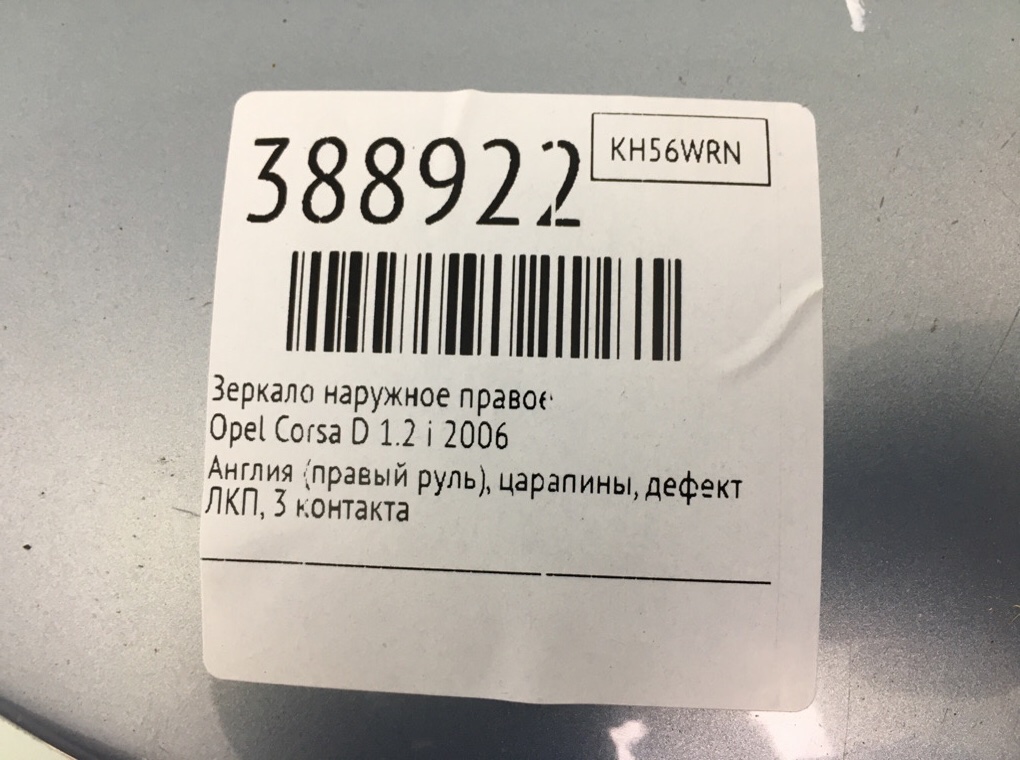 388922
KH56WRN
Зеркало наружное правое
Opel Corsa D 1.2 i 2006
Англия (правый руль), царапины, дефект
ЛКП, 3 контакта